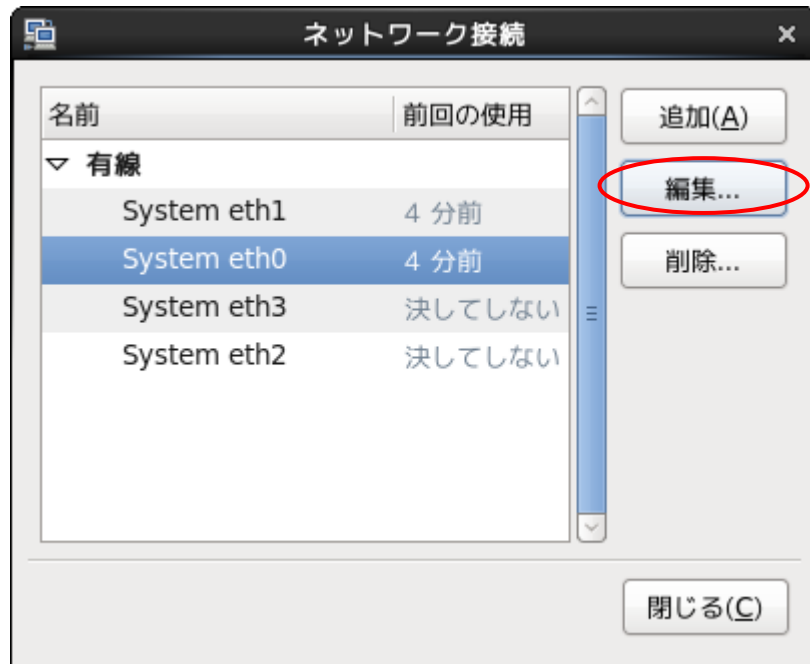 ネットワーク接続
名前 前回の使用
有線
System eth1 4 分前
System eth0 4 分前
System eth3 決してしない
System eth2 決してしない
追加(A)
編集...
削除...
閉じる(C)